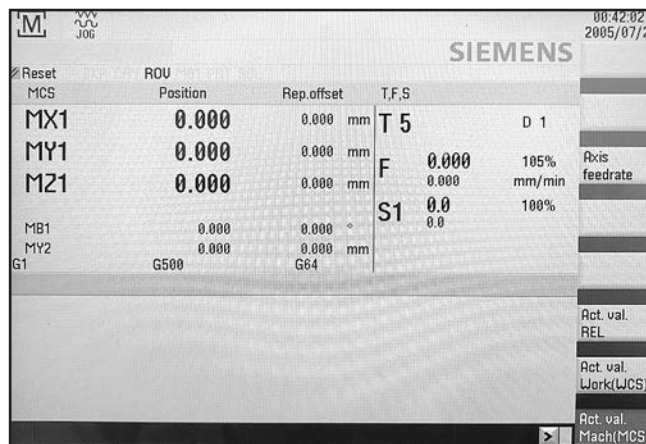 M JOG 00:42:02
2005/07/2
SIEMENS
Reset ROV
MCS Position Rep.offset T,F,S
MX1 0.000 0.000 mm T 5 D 1
MY1 0.000 0.000 mm
F 0.000 105% Axis
MZ1 0.000 0.000 mm 0.000 mm/min feedrate
S1 0.0 100%
MB1 0.000 0.000 ° 0.0
MY2 0.000 0.000 mm
G1 G500 G64
Act. val.
REL
Act. val.
Work(WCS)
Act. val.
> Mach(MCS